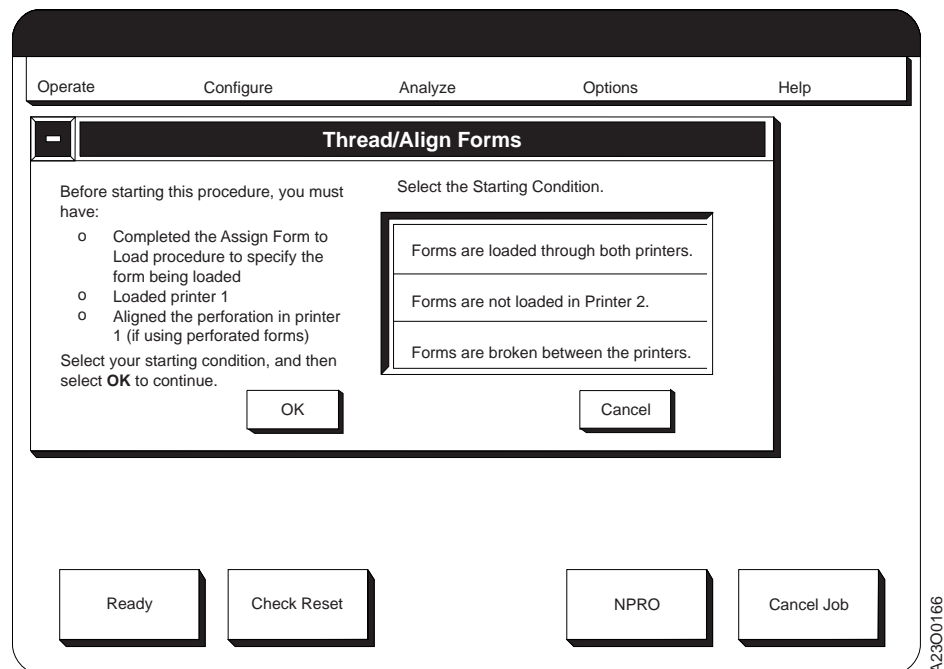 Operate Configure Analyze Options Help
Thread/Align Forms
Before starting this procedure, you must
have:
o Completed the Assign Form to
Load procedure to specify the
form being loaded
o Loaded printer 1
o Aligned the perforation in printer
1 (if using perforated forms)
Select your starting condition, and then
select OK to continue.
Select the Starting Condition.
Forms are loaded through both printers.
Forms are not loaded in Printer 2.
Forms are broken between the printers.
OK Cancel
Ready Check Reset NPRO Cancel Job
A23O0166